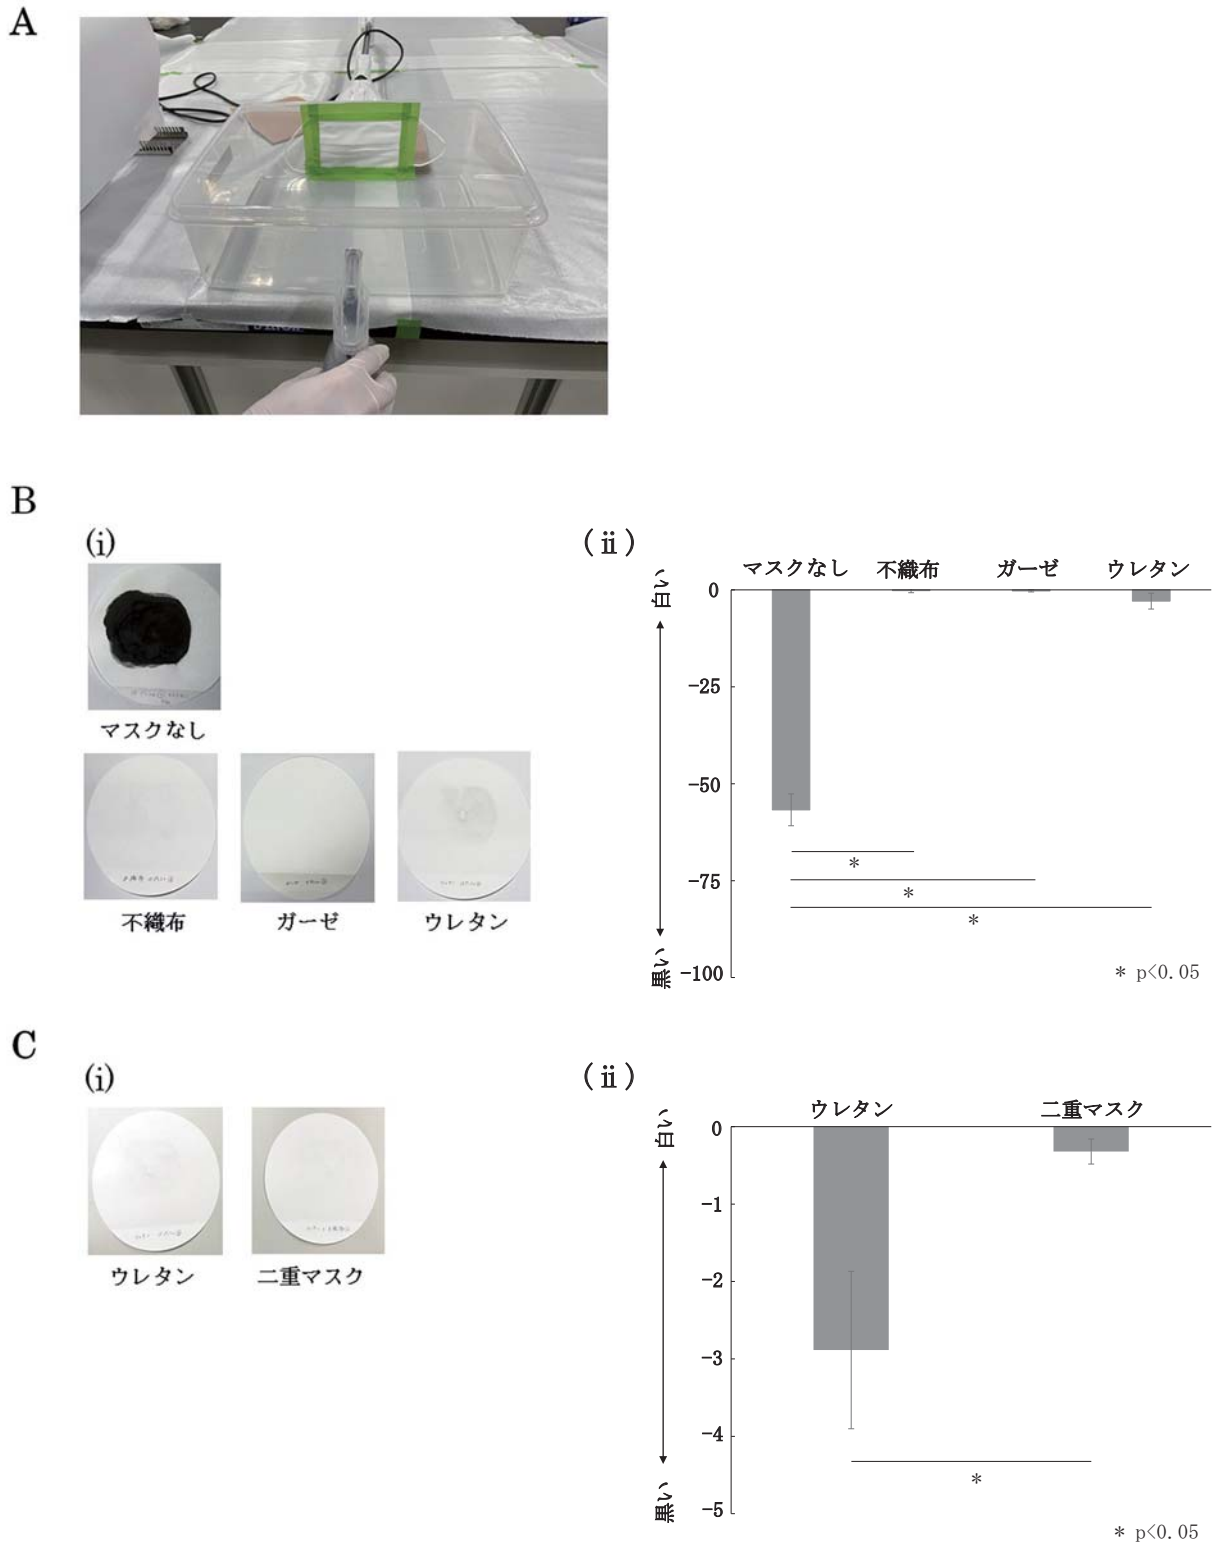 A
B
(i)
マスクなし
不織布
ガーゼ
ウレタン
(ⅱ)
マスクなし
不織布
ガーゼ
ウレタン
白い
黒い
0
-25
-50
-75
-100
*
*
*
* p<0.05
C
(i)
ウレタン
二重マスク
(ⅱ)
ウレタン
二重マスク
白い
黒い
0
-1
-2
-3
-4
-5
*
* p<0.05